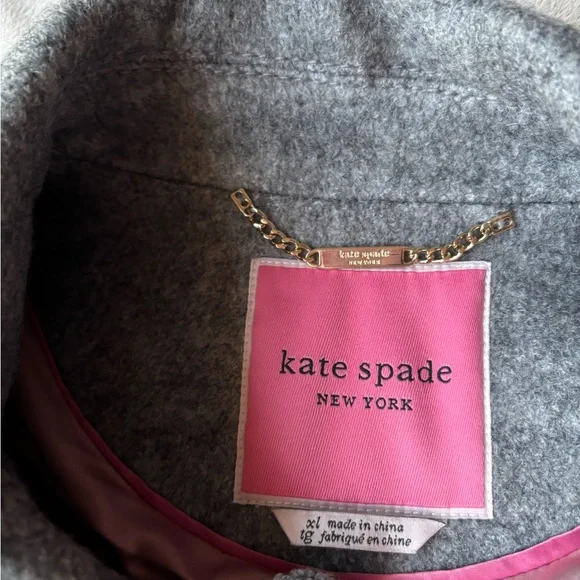 kate spade
NEW YORK
kate spade
NEW YORK
xl made in china
tg fabriqué en chine